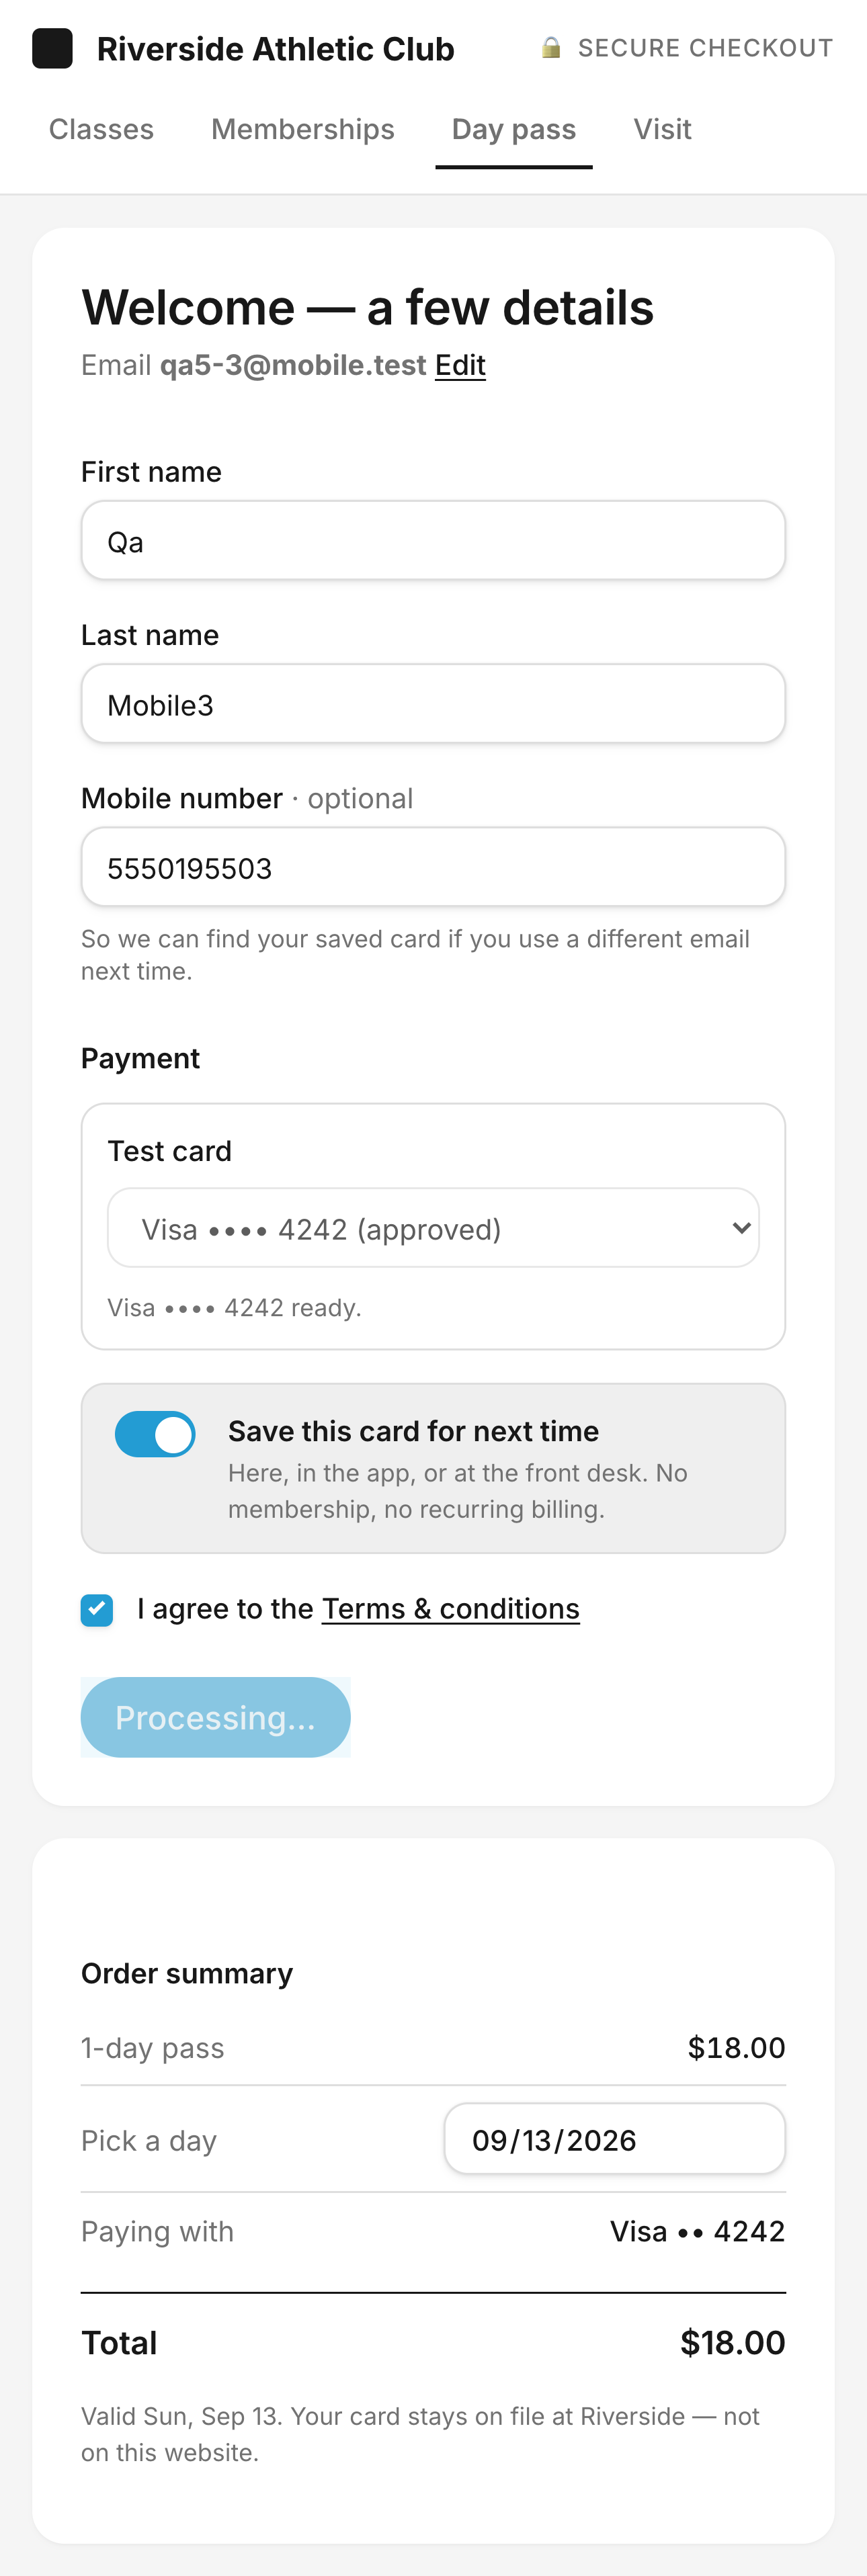 Riverside Athletic Club
🔒 SECURE CHECKOUT
Classes Memberships Day pass Visit
Welcome — a few details
Email qa5-3@mobile.test Edit
First name
Qa
Last name
Mobile3
Mobile number · optional
5550195503
So we can find your saved card if you use a different email
next time.
Payment
Test card
Visa •••• 4242 (approved)
Visa •••• 4242 ready.
Save this card for next time
Here, in the app, or at the front desk. No
membership, no recurring billing.
I agree to the Terms & conditions
Processing…
Order summary
1-day pass $18.00
Pick a day 09/13/2026
Paying with Visa •• 4242
Total $18.00
Valid Sun, Sep 13. Your card stays on file at Riverside — not
on this website.